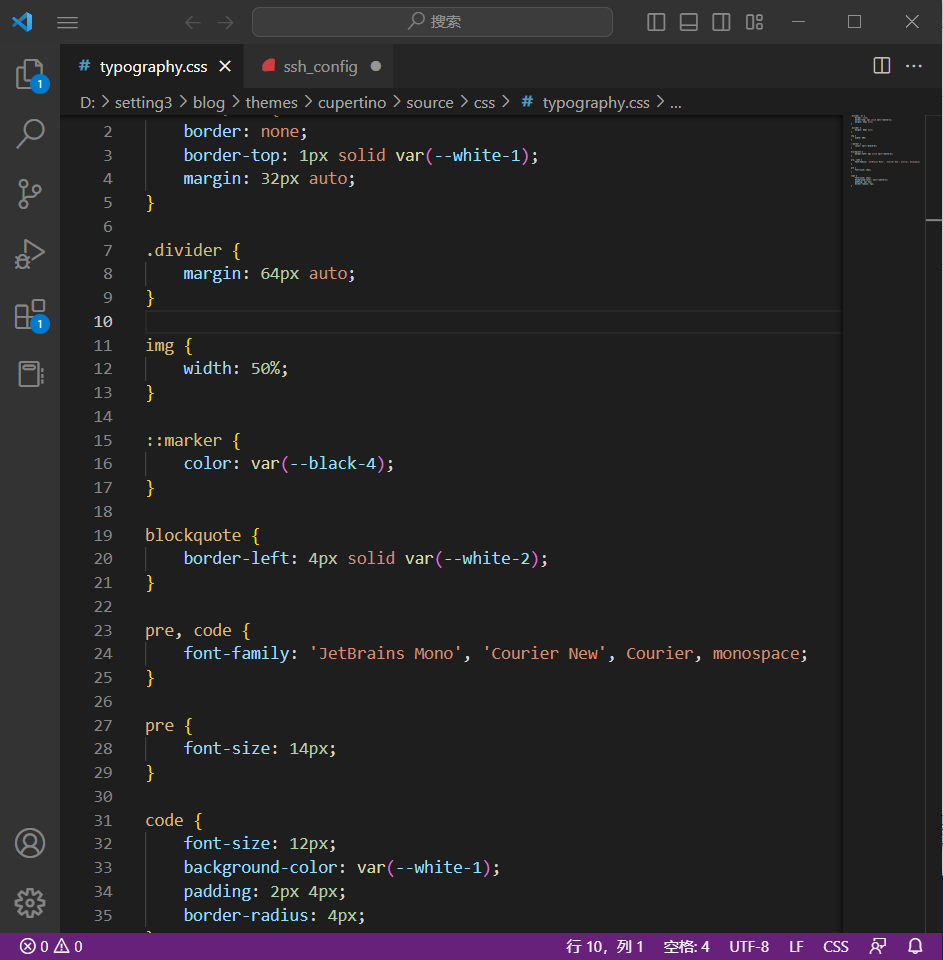 搜索
typography.css
ssh_config
D: > setting3 > blog > themes > cupertino > source > css > # typography.css > ...
2 border: none;
3 border-top: 1px solid var(--white-1);
4 margin: 32px auto;
5 }
6
7 .divider {
8 margin: 64px auto;
9 }
10
11 img {
12 width: 50%;
13 }
14
15 ::marker {
16 color: var(--black-4);
17 }
18
19 blockquote {
20 border-left: 4px solid var(--white-2);
21 }
22
23 pre, code {
24 font-family: 'JetBrains Mono', 'Courier New', Courier, monospace;
25 }
26
27 pre {
28 font-size: 14px;
29 }
30
31 code {
32 font-size: 12px;
33 background-color: var(--white-1);
34 padding: 2px 4px;
35 border-radius: 4px;
1
1
0 0 行 10，列 1 空格: 4 UTF-8 LF CSS